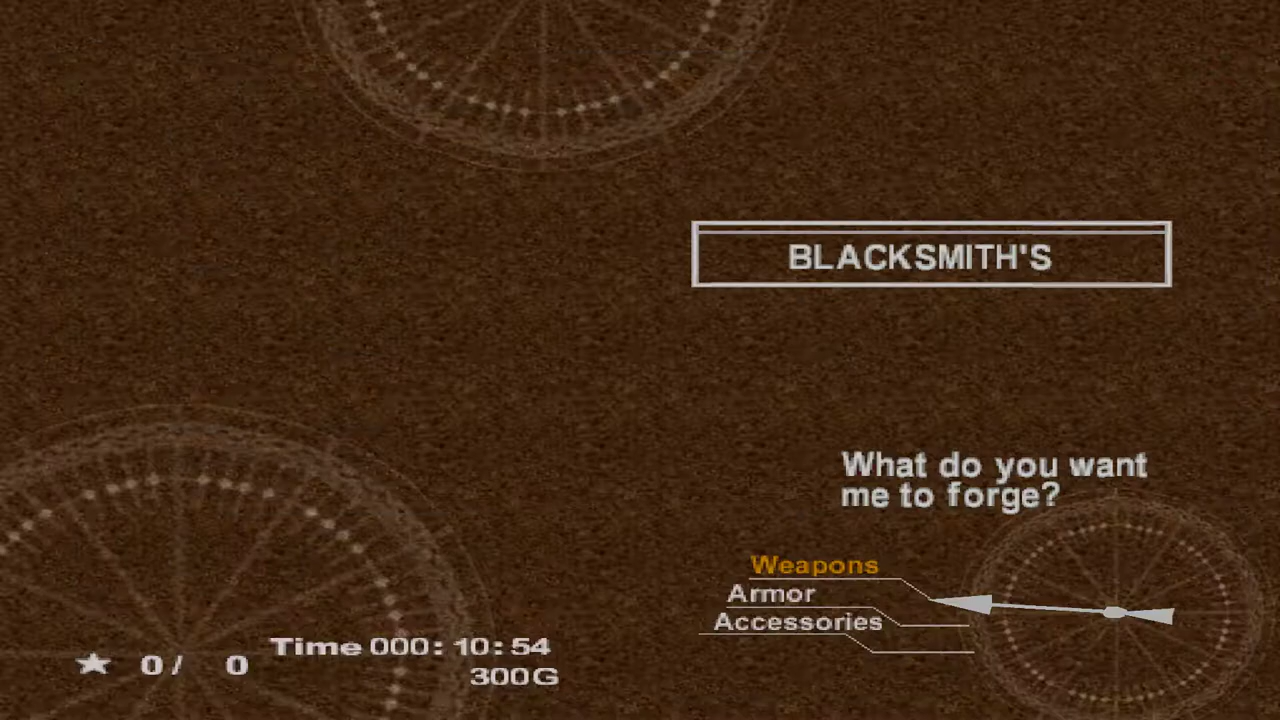 BLACKSMITH'S
What do you want
me to forge?
Weapons
Armor
Accessories
Time 000:10:54
★ 0/ 0
300G